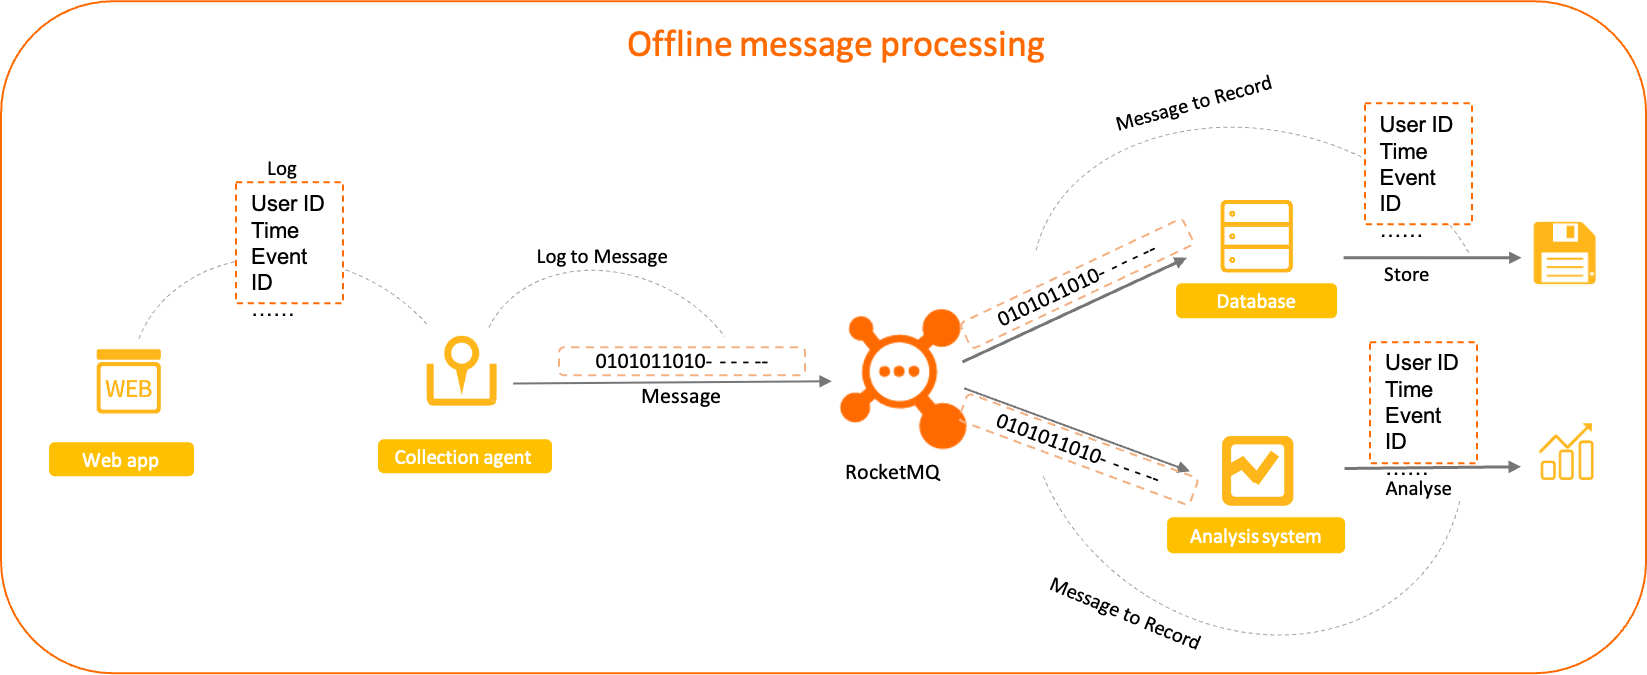 Offline message processing
Log
User ID
Time
Event
ID
......
WEB
Web app
Collection agent
Log to Message
0101011010- - - - --
Message
RocketMQ
Message to Record
0101011010- - - - --
Database
User ID
Time
Event
ID
......
Store
0101011010- - - - --
Analysis system
Message to Record
User ID
Time
Event
ID
......
Analyse